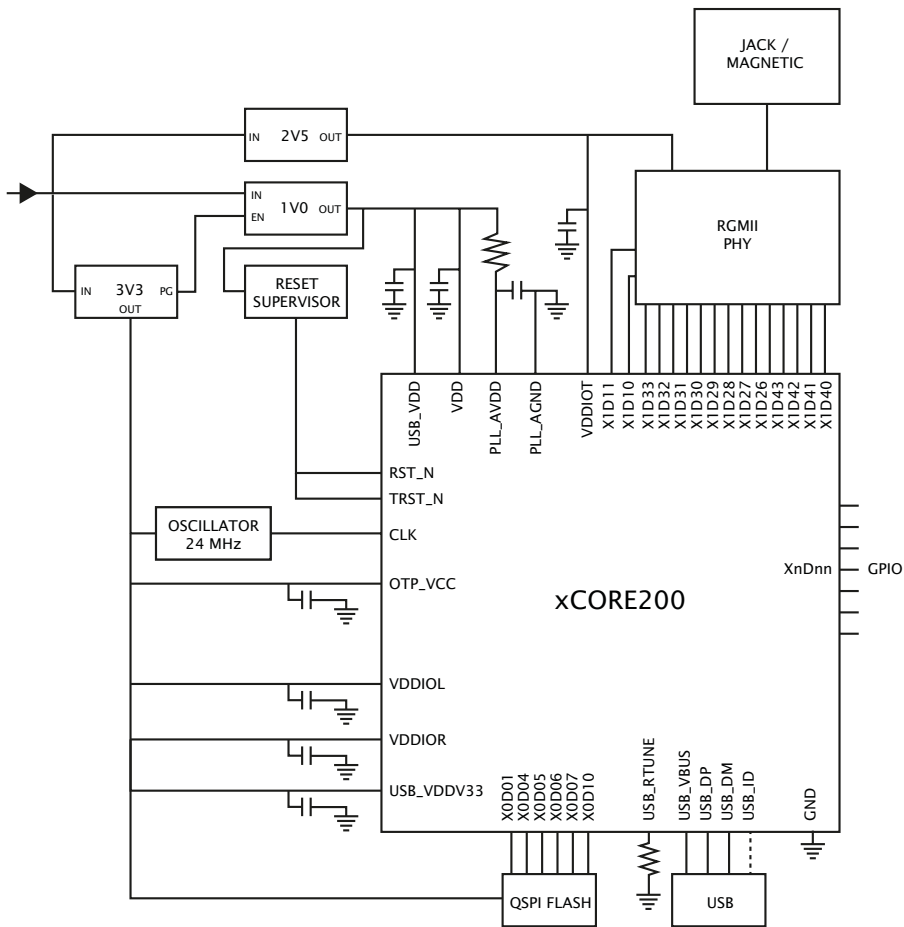 JACK /
MAGNETIC
IN 2V5 OUT
IN
1V0 OUT
EN
RGMII
PHY
IN 3V3 PG
OUT
RESET
SUPERVISOR
USB_VDD
VDD
PLL_AVDD
PLL_AGND
VDDIOT
X1D11
X1D10
X1D33
X1D32
X1D31
X1D30
X1D29
X1D28
X1D27
X1D26
X1D43
X1D42
X1D41
X1D40
RST_N
TRST_N
OSCILLATOR
24 MHz
CLK
XnDnn GPIO
OTP_VCC
xCORE200
VDDIOL
VDDIOR
USB_VDDV33
X0D01
X0D04
X0D05
X0D06
X0D07
X0D10
USB_RTUNE
USB_VBUS
USB_DP
USB_DM
USB_ID
GND
QSPI FLASH
USB